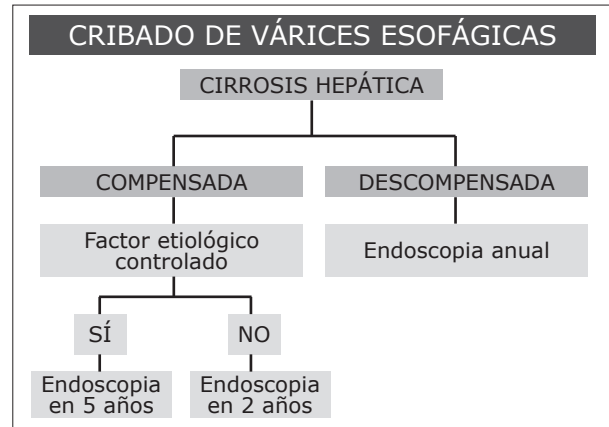 CRIBADO DE VÁRICES ESOFÁGICAS
CIRROSIS HEPÁTICA
COMPENSADA
DESCOMPENSADA
Factor etiológico
controlado
Endoscopia anual
SÍ
NO
Endoscopia
en 5 años
Endoscopia
en 2 años